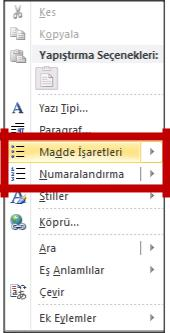 Kes
Kopyala
Yapıştırma Seçenekleri:
Yazı Tipi...
Paragraf...
Madde İşaretleri
Numaralandırma
Stiller
Köprü...
Ara
Eş Anlamlılar
Çevir
Ek Eylemler